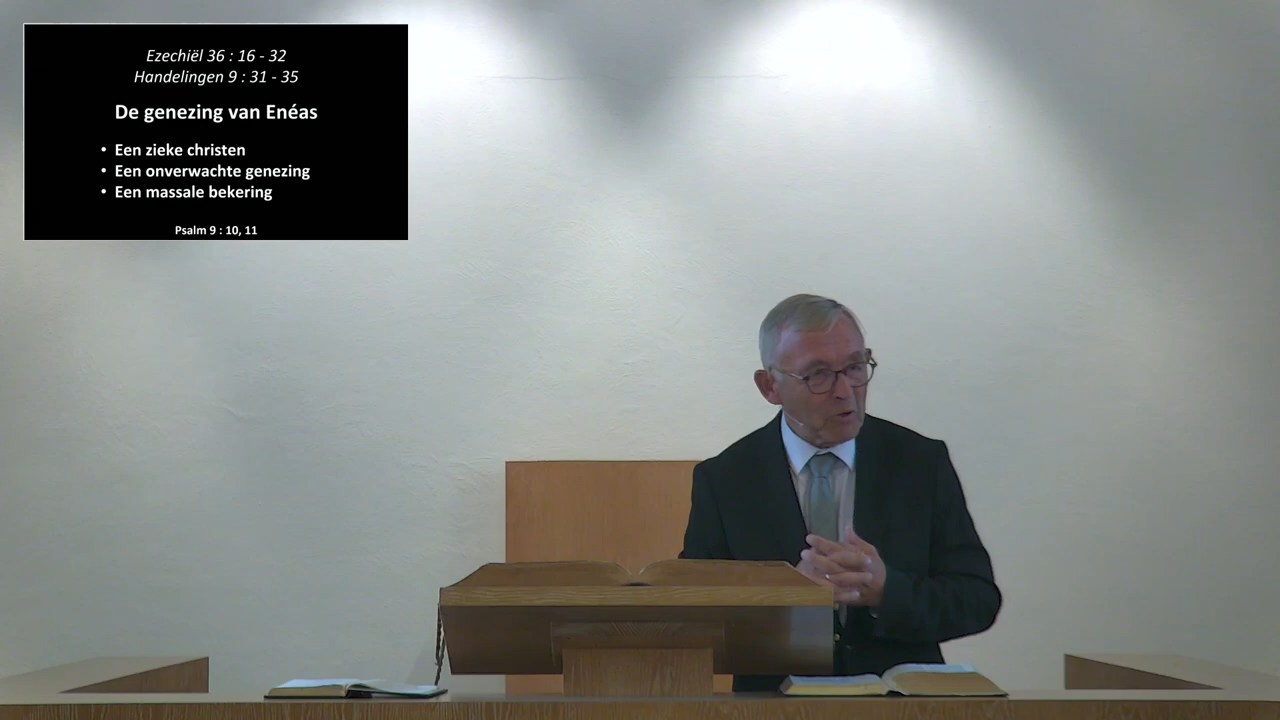 Ezechiël 36 : 16 - 32
Handelingen 9 : 31 - 35
De genezing van Enéas
• Een zieke christen
• Een onverwachte genezing
• Een massale bekering
Psalm 9 : 10, 11